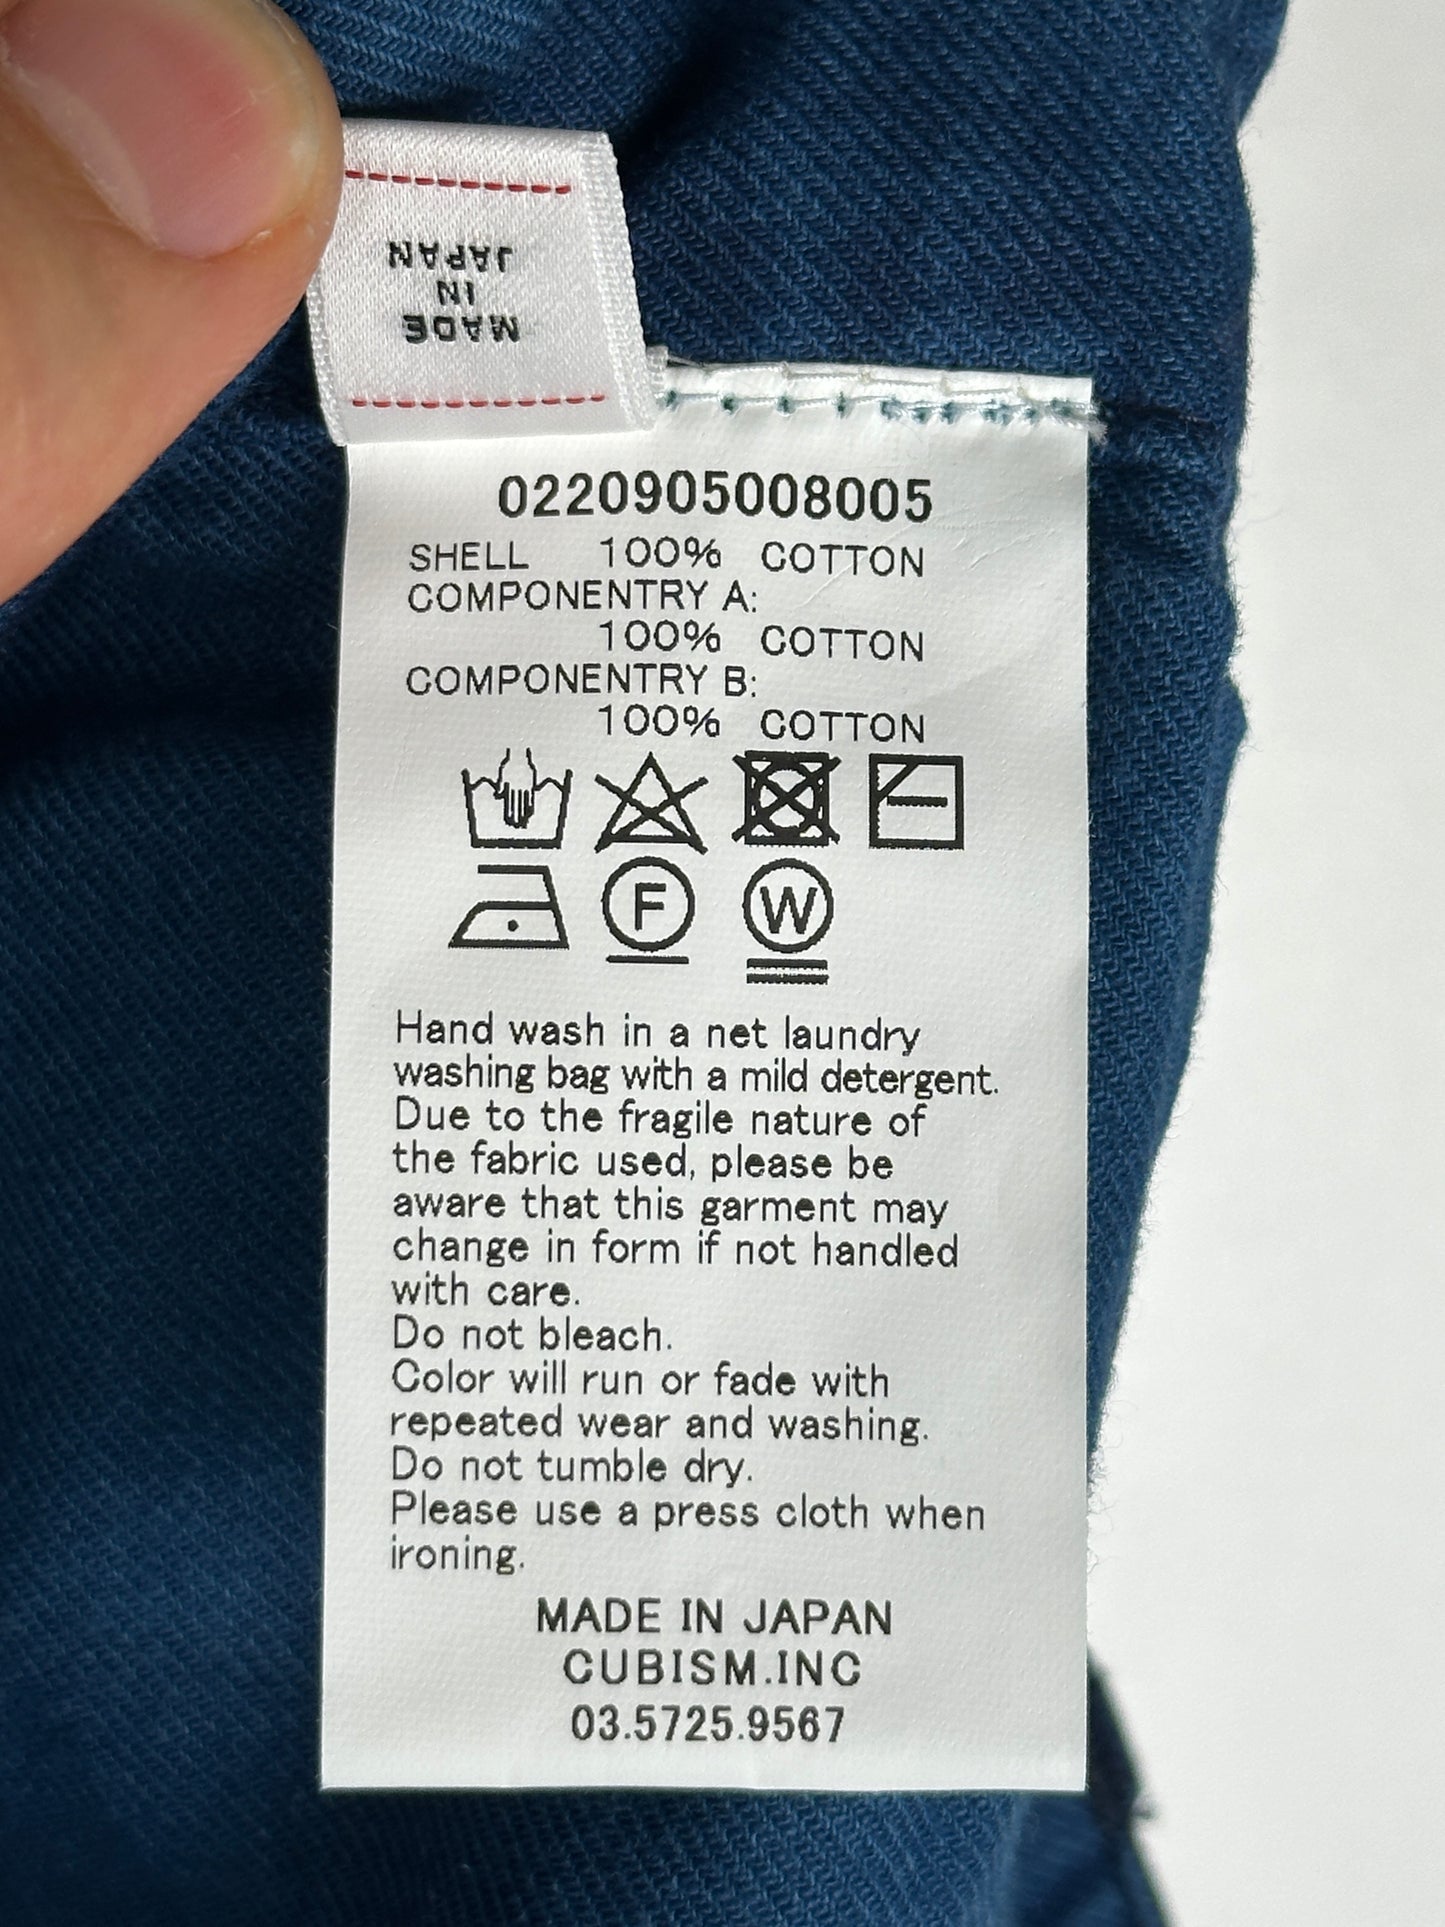 MADE
IN
JAPAN
0220905008005
SHELL 100% COTTON
COMPONENTRY A:
100% COTTON
COMPONENTRY B:
100% COTTON
F W
Hand wash in a net laundry
washing bag with a mild detergent.
Due to the fragile nature of
the fabric used, please be
aware that this garment may
change in form if not handled
with care.
Do not bleach.
Color will run or fade with
repeated wear and washing.
Do not tumble dry.
Please use a press cloth when
ironing.
MADE IN JAPAN
CUBISM.INC
03.5725.9567